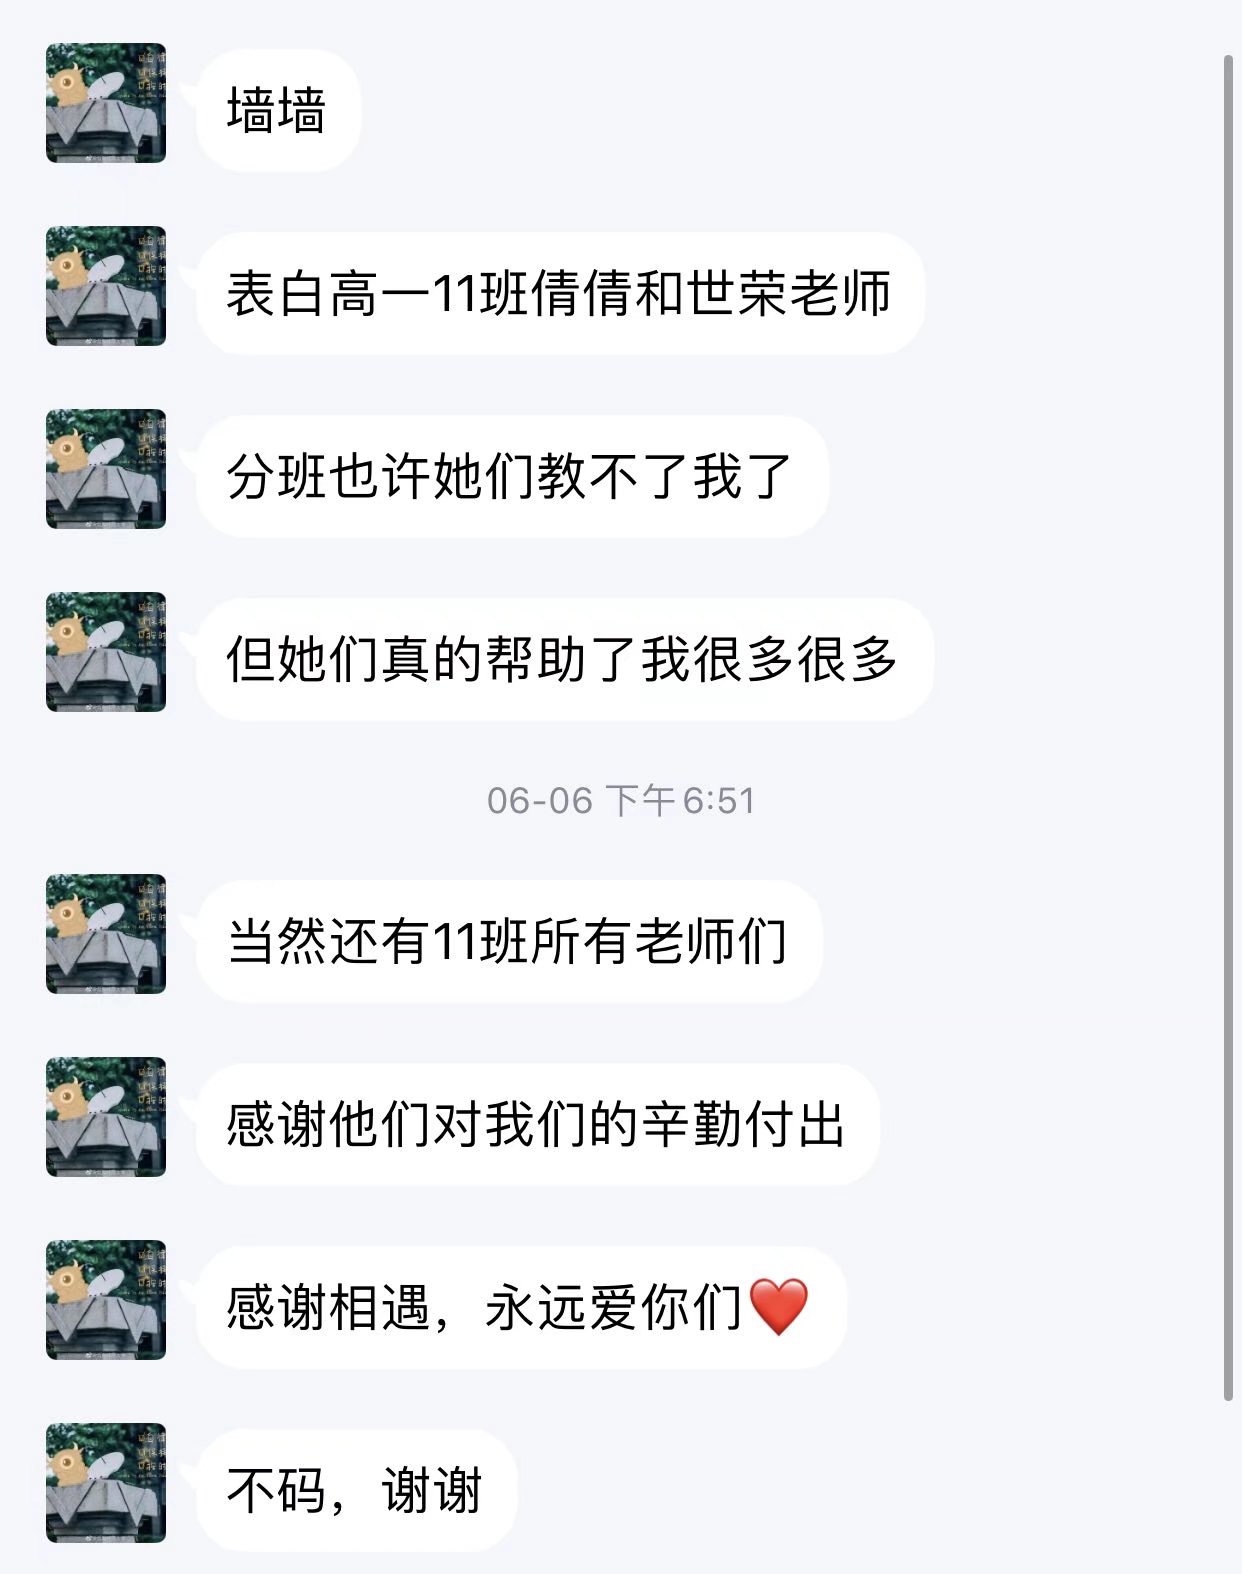 墙墙
表白高一11班倩倩和世荣老师
分班也许她们教不了我了
但她们真的帮助了我很多很多
06-06 下午6:51
当然还有11班所有老师们
感谢他们对我们的辛勤付出
感谢相遇，永远爱你们❤️
不码，谢谢